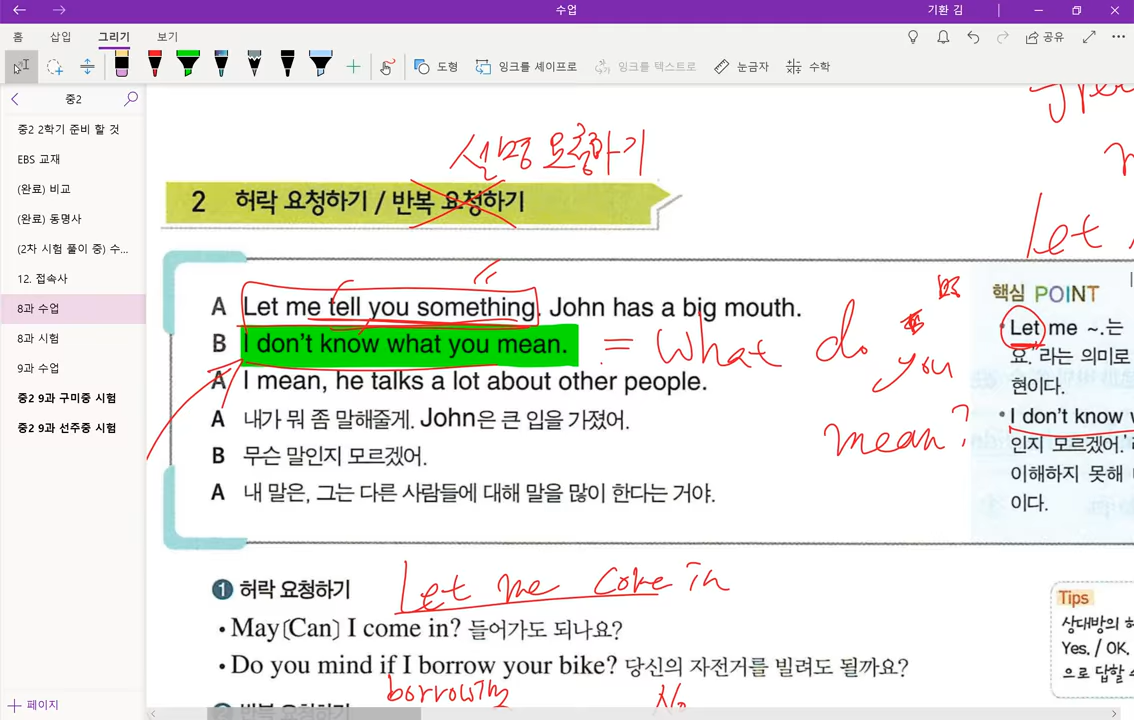 수업
기환 김
홈 삽입 그리기 보기
도형 잉크를 셰이프로 잉크를 텍스트로 눈금자 수학 공유
중2
중2 2학기 준비 할 것
EBS 교재
(완료) 비교
(완료) 동명사
(2차 시험 풀이 중) 수...
12. 접속사
8과 수업
8과 시험
9과 수업
중2 9과 구미중 시험
중2 9과 선주중 시험
페이지
설명 요청하기
2 허락 요청하기 / 반복 요청하기
Let
A Let me tell you something. John has a big mouth.
B I don't know what you mean. = What do you mean?
A I mean, he talks a lot about other people.
A 내가 뭐 좀 말해줄게. John은 큰 입을 가졌어.
B 무슨 말인지 모르겠어.
A 내 말은, 그는 다른 사람들에 대해 말을 많이 한다는 거야.
핵심 POINT
• Let me ~.는
요."라는 의미로
현이다.
• I don't know
인지 모르겠어.'
이해하지 못해
이다.
1 허락 요청하기 Let me come in
• May(Can) I come in? 들어가도 되나요?
• Do you mind if I borrow your bike? 당신의 자전거를 빌려도 될까요?
borrowing No
2 반복 요청하기
Tips
상대방의
Yes. / OK.
으로 답할